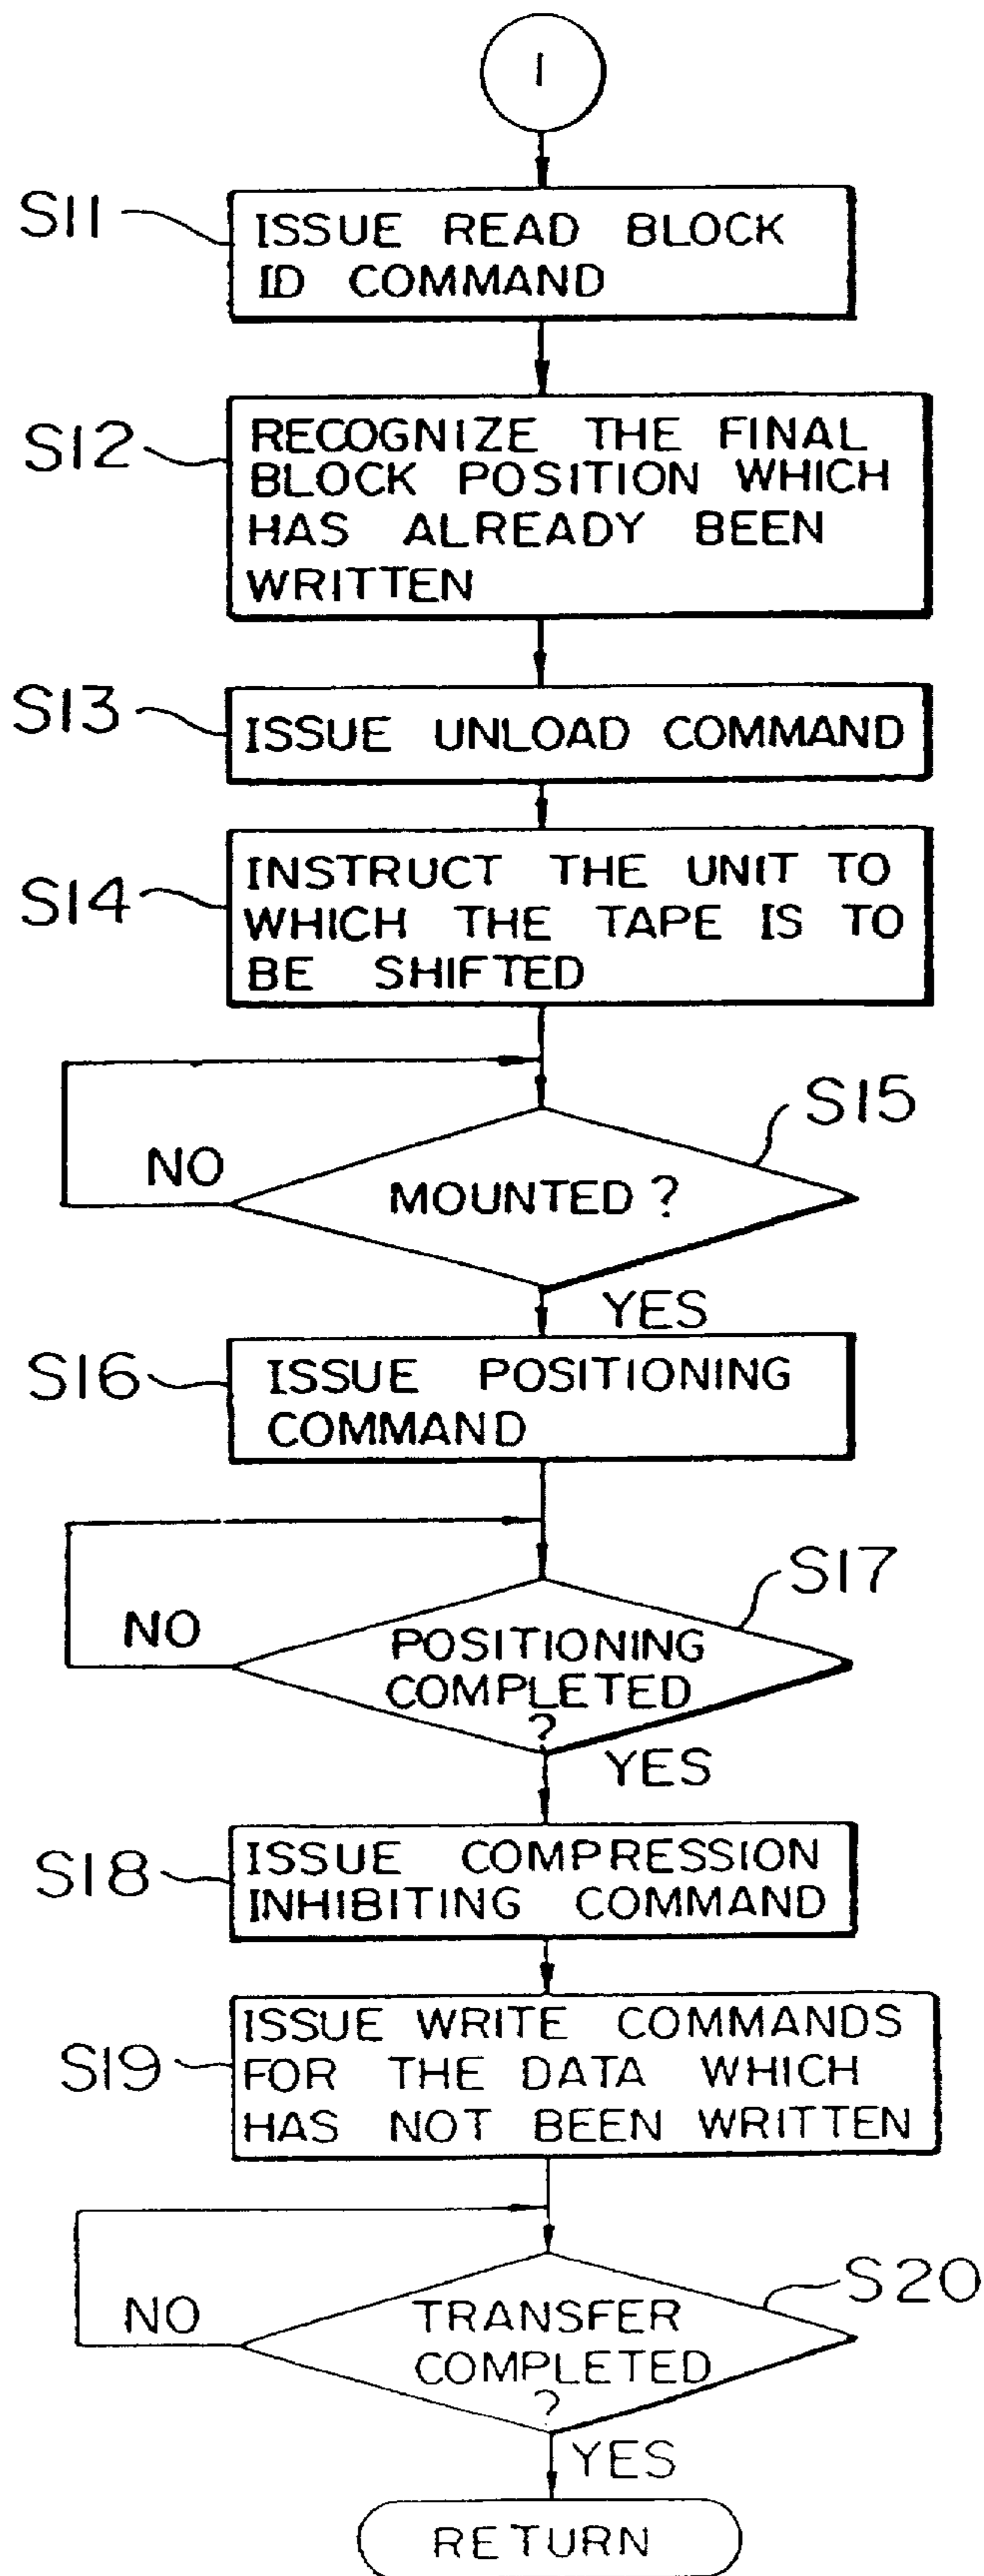 1
S11
ISSUE READ BLOCK
ID COMMAND
S12
RECOGNIZE THE FINAL
BLOCK POSITION WHICH
HAS ALREADY BEEN
WRITTEN
S13
ISSUE UNLOAD COMMAND
S14
INSTRUCT THE UNIT TO
WHICH THE TAPE IS TO
BE SHIFTED
S15
NO
MOUNTED ?
YES
S16
ISSUE POSITIONING
COMMAND
S17
NO
POSITIONING
COMPLETED
?
YES
S18
ISSUE COMPRESSION
INHIBITING COMMAND
S19
ISSUE WRITE COMMANDS
FOR THE DATA WHICH
HAS NOT BEEN WRITTEN
S20
NO
TRANSFER
COMPLETED
?
YES
RETURN